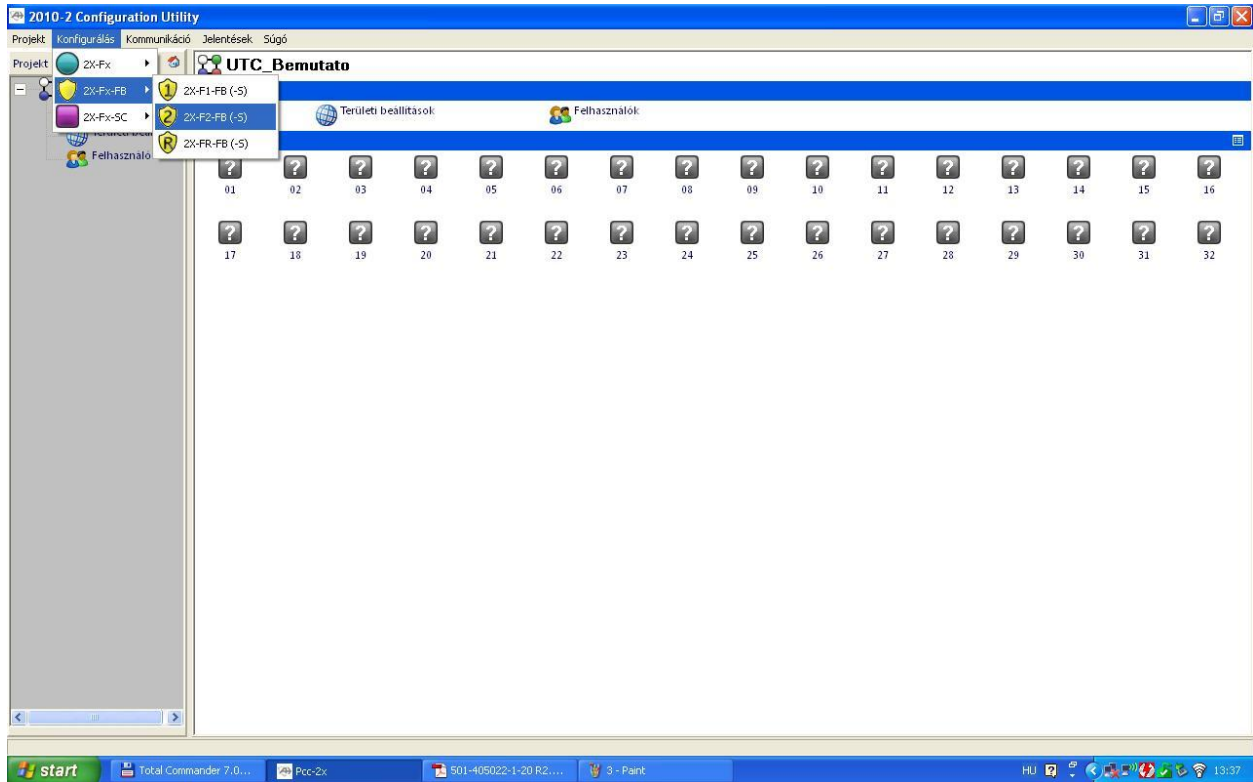 2010-2 Configuration Utility
Projekt Konfigurálás Kommunikáció Jelentések Súgó
Projekt
2X-Fx
2X-Fx-FB
2X-Fx-SC
1 2X-F1-FB (-S)
2 2X-F2-FB (-S)
R 2X-FR-FB (-S)
UTC_Bemutato
Területi beállítások Felhasználók
Felhasználó
? ? ? ? ? ? ? ? ? ? ? ? ? ? ? ?
01 02 03 04 05 06 07 08 09 10 11 12 13 14 15 16
? ? ? ? ? ? ? ? ? ? ? ? ? ? ? ?
17 18 19 20 21 22 23 24 25 26 27 28 29 30 31 32
start Total Commander 7.0... Pcc-2x 501-405022-1-20 R2.... 3 - Paint HU 13:37